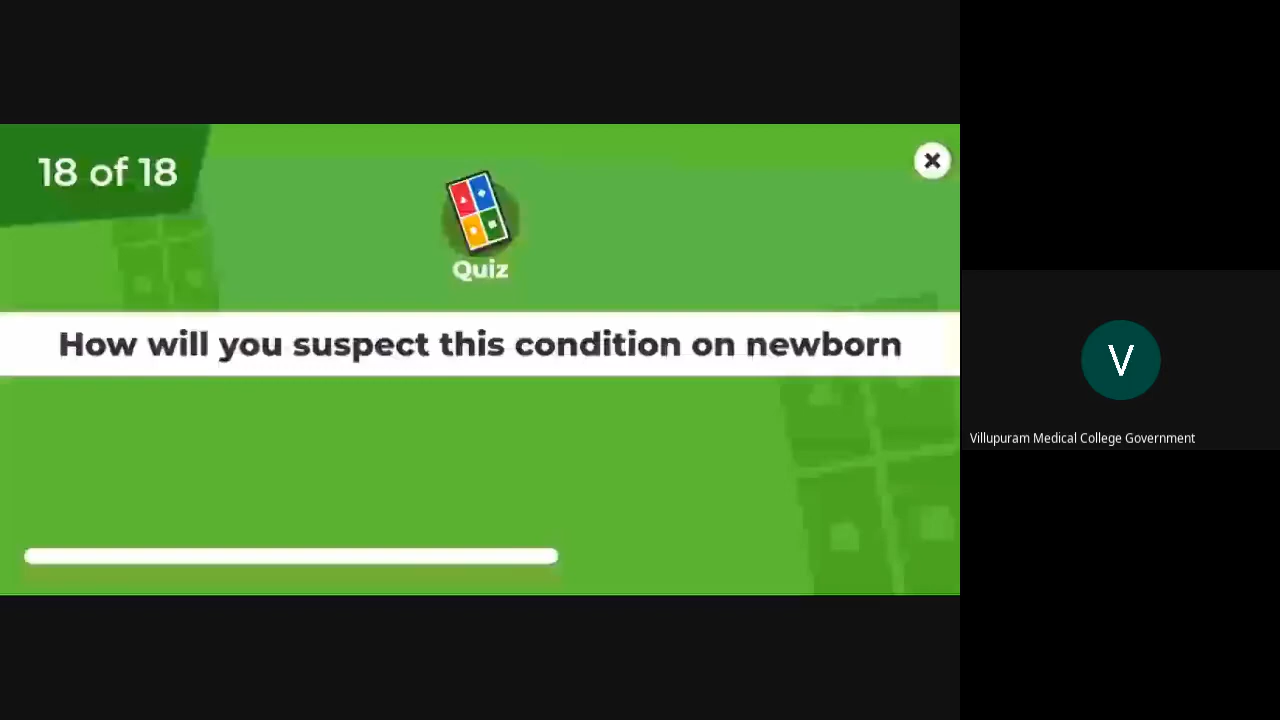 18 of 18
Quiz
How will you suspect this condition on newborn
V
Villupuram Medical College Government